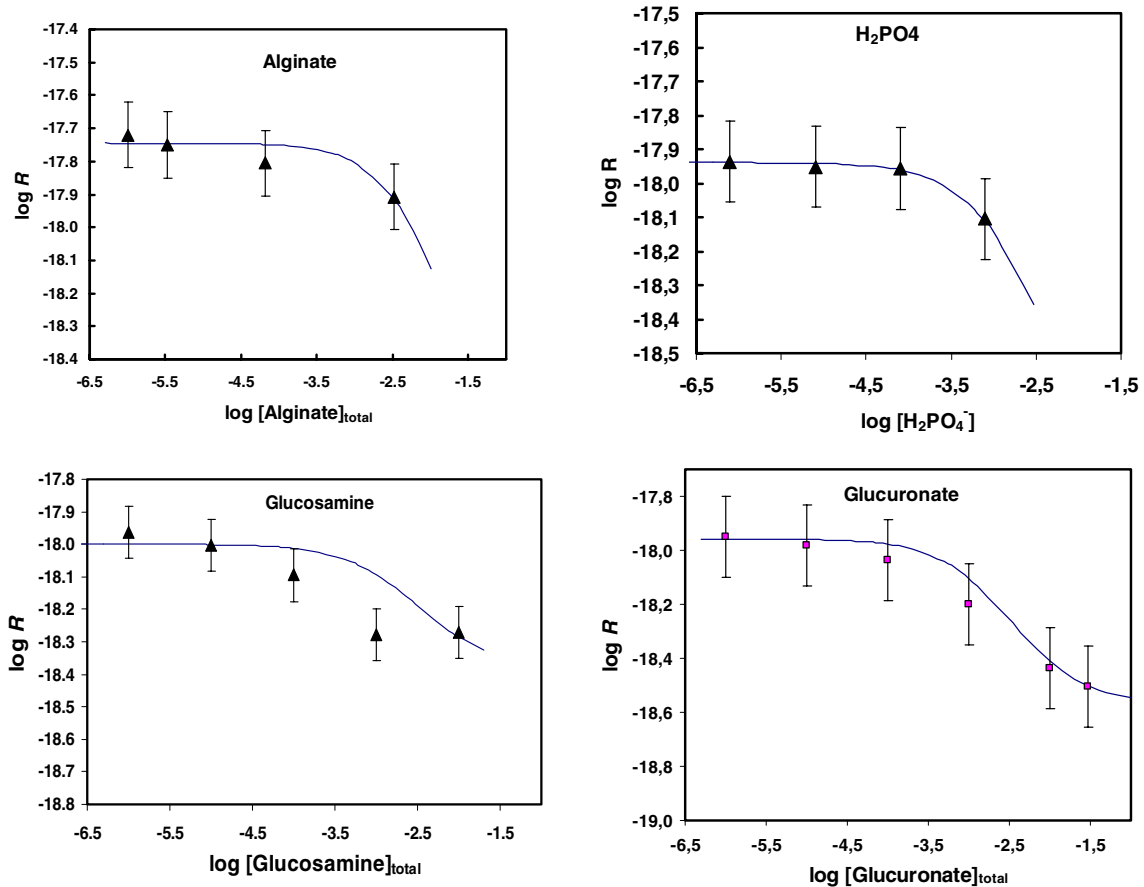 Alginate
log R
-17.4
-17.5
-17.6
-17.7
-17.8
-17.9
-18.0
-18.1
-18.2
-18.3
-18.4
-6.5 -5.5 -4.5 -3.5 -2.5 -1.5
log [Alginate]total
H2PO4
log R
-17,5
-17,6
-17,7
-17,8
-17,9
-18,0
-18,1
-18,2
-18,3
-18,4
-18,5
-6,5 -5,5 -4,5 -3,5 -2,5 -1,5
log [H2PO4-]
Glucosamine
log R
-17.8
-17.9
-18.0
-18.1
-18.2
-18.3
-18.4
-18.5
-18.6
-18.7
-18.8
-6.5 -5.5 -4.5 -3.5 -2.5 -1.5
log [Glucosamine]total
Glucuronate
log R
-17,8
-18,0
-18,2
-18,4
-18,6
-18,8
-19,0
-6,5 -5,5 -4,5 -3,5 -2,5 -1,5
log [Glucuronate]total